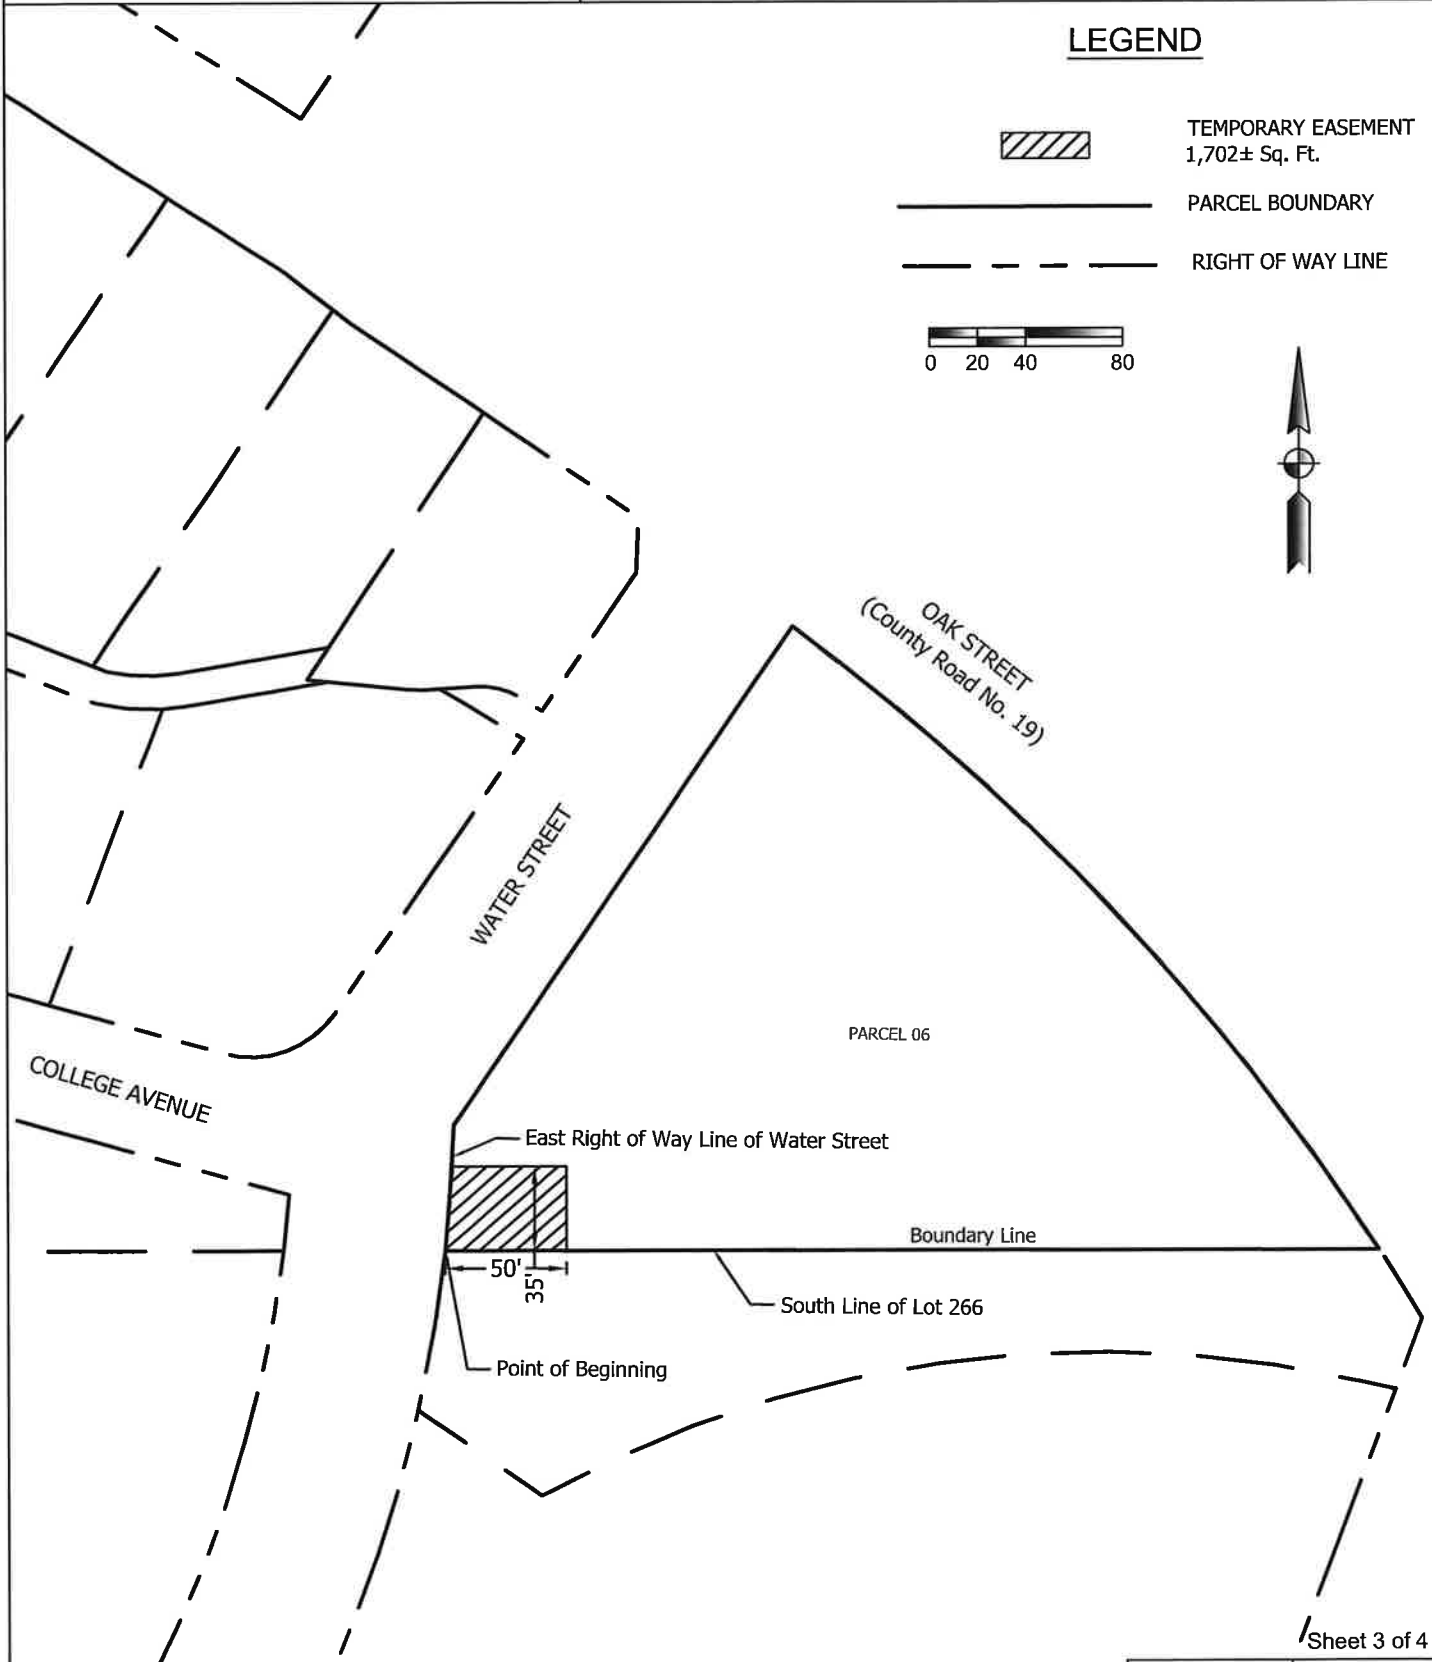 LEGEND
TEMPORARY EASEMENT
1,702± Sq. Ft.
PARCEL BOUNDARY
RIGHT OF WAY LINE
0 20 40 80
OAK STREET
(County Road No. 19)
WATER STREET
PARCEL 06
COLLEGE AVENUE
East Right of Way Line of Water Street
Boundary Line
50'
35'
South Line of Lot 266
Point of Beginning
Sheet 3 of 4